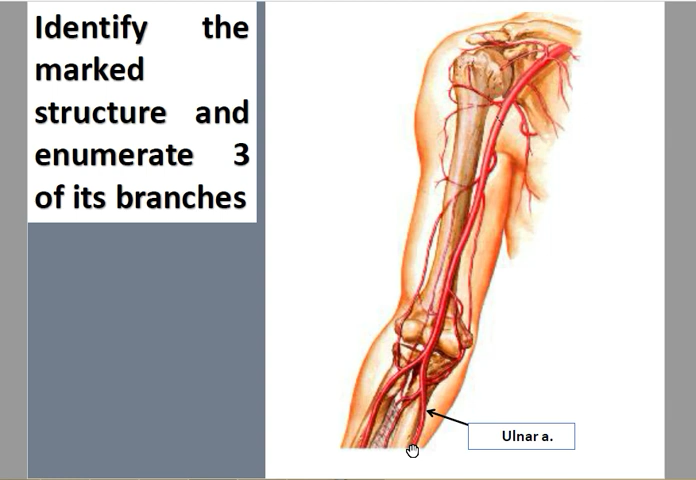 Identify the
marked
structure and
enumerate 3
of its branches
Ulnar a.